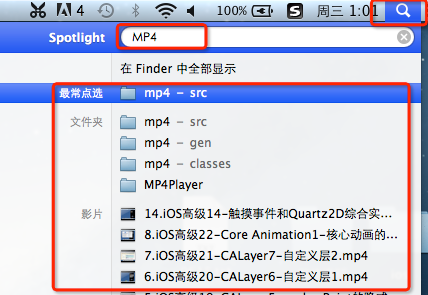 4 100% S 周三 1:01
Spotlight MP4
在 Finder 中全部显示
最常点选 mp4 – src
文件夹 mp4 – src
mp4 – gen
mp4 – classes
MP4Player
影片 14.iOS高级14-触摸事件和Quartz2D综合实...
8.iOS高级22-Core Animation1-核心动画的...
7.iOS高级21-CALayer7-自定义层2.mp4
6.iOS高级20-CALayer6-自定义层1.mp4